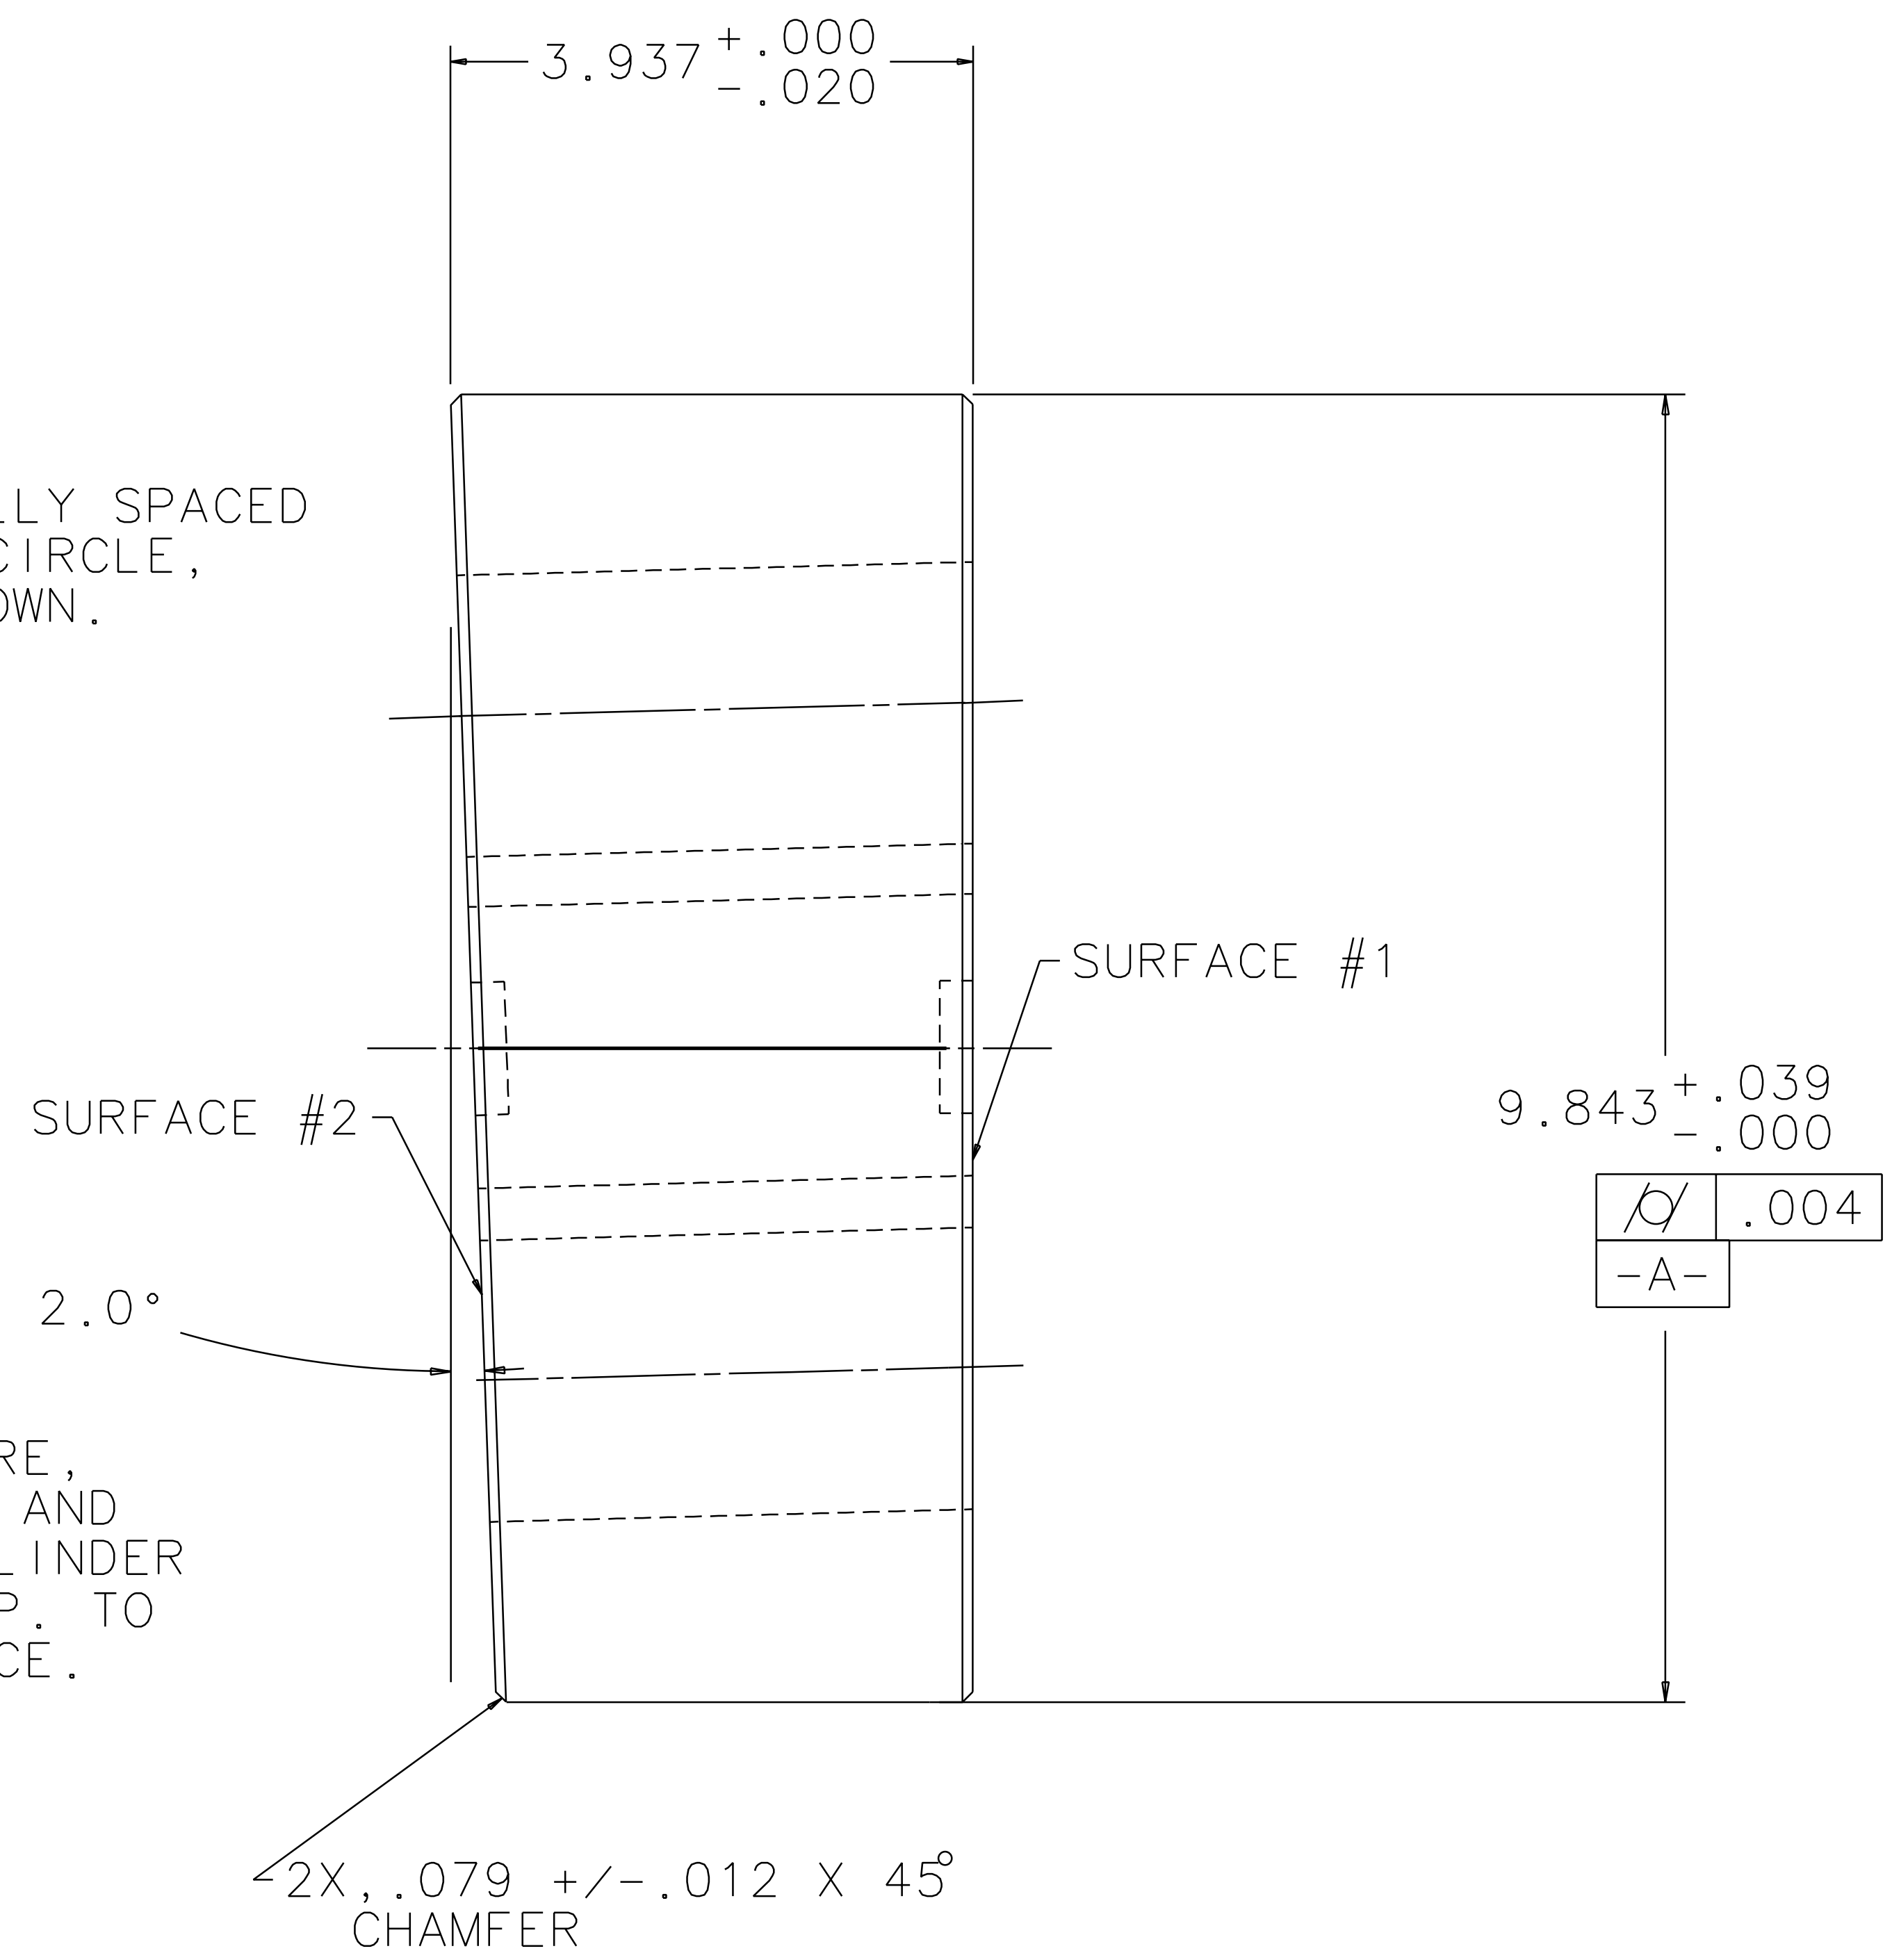 3.937 +.000
-.020
LLY SPACED
CIRCLE,
OWN.
SURFACE #1
9.843 +.039
-.000
.004
-A-
SURFACE #2
2.0°
RE,
AND
LINDER
P. TO
CE.
2X, .079 +/-.012 X 45°
CHAMFER